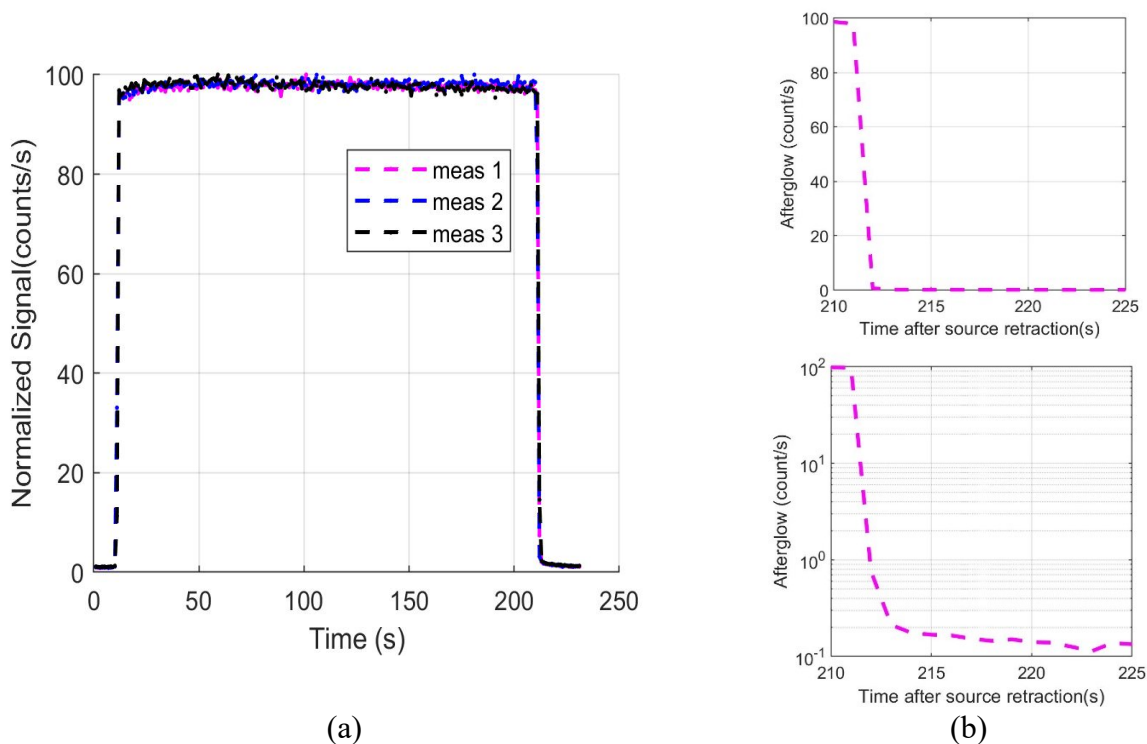 100
80
60
40
20
0
Normalized Signal(counts/s)
meas 1
meas 2
meas 3
0 50 100 150 200 250
Time (s)
(a)
100
80
60
40
20
0
Afterglow (count/s)
210 215 220 225
Time after source retraction(s)
10^2
10^1
10^0
10^-1
Afterglow (count/s)
210 215 220 225
Time after source retraction(s)
(b)